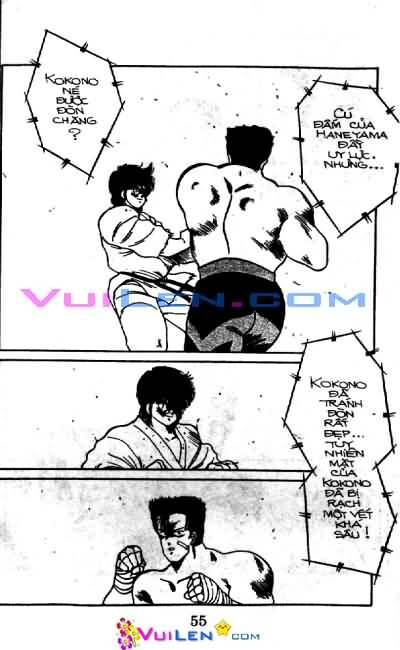 KOKONO
NÉ
ĐƯỢC
ĐÒN
CHĂNG
?
CÚ
ĐẤM CỦA
HANEYAMA
ĐẦY
UY LỰC.
NHƯNG...
VUILEN.COM
KOKONO
ĐÃ
TRÁNH
ĐÒN
RẤT
ĐẸP...
TUY
NHIÊN
MẶT
CỦA
KOKONO
ĐÃ BỊ
RẠCH
MỘT VẾT
KHÁ
SÂU!
55
VUILEN.COM